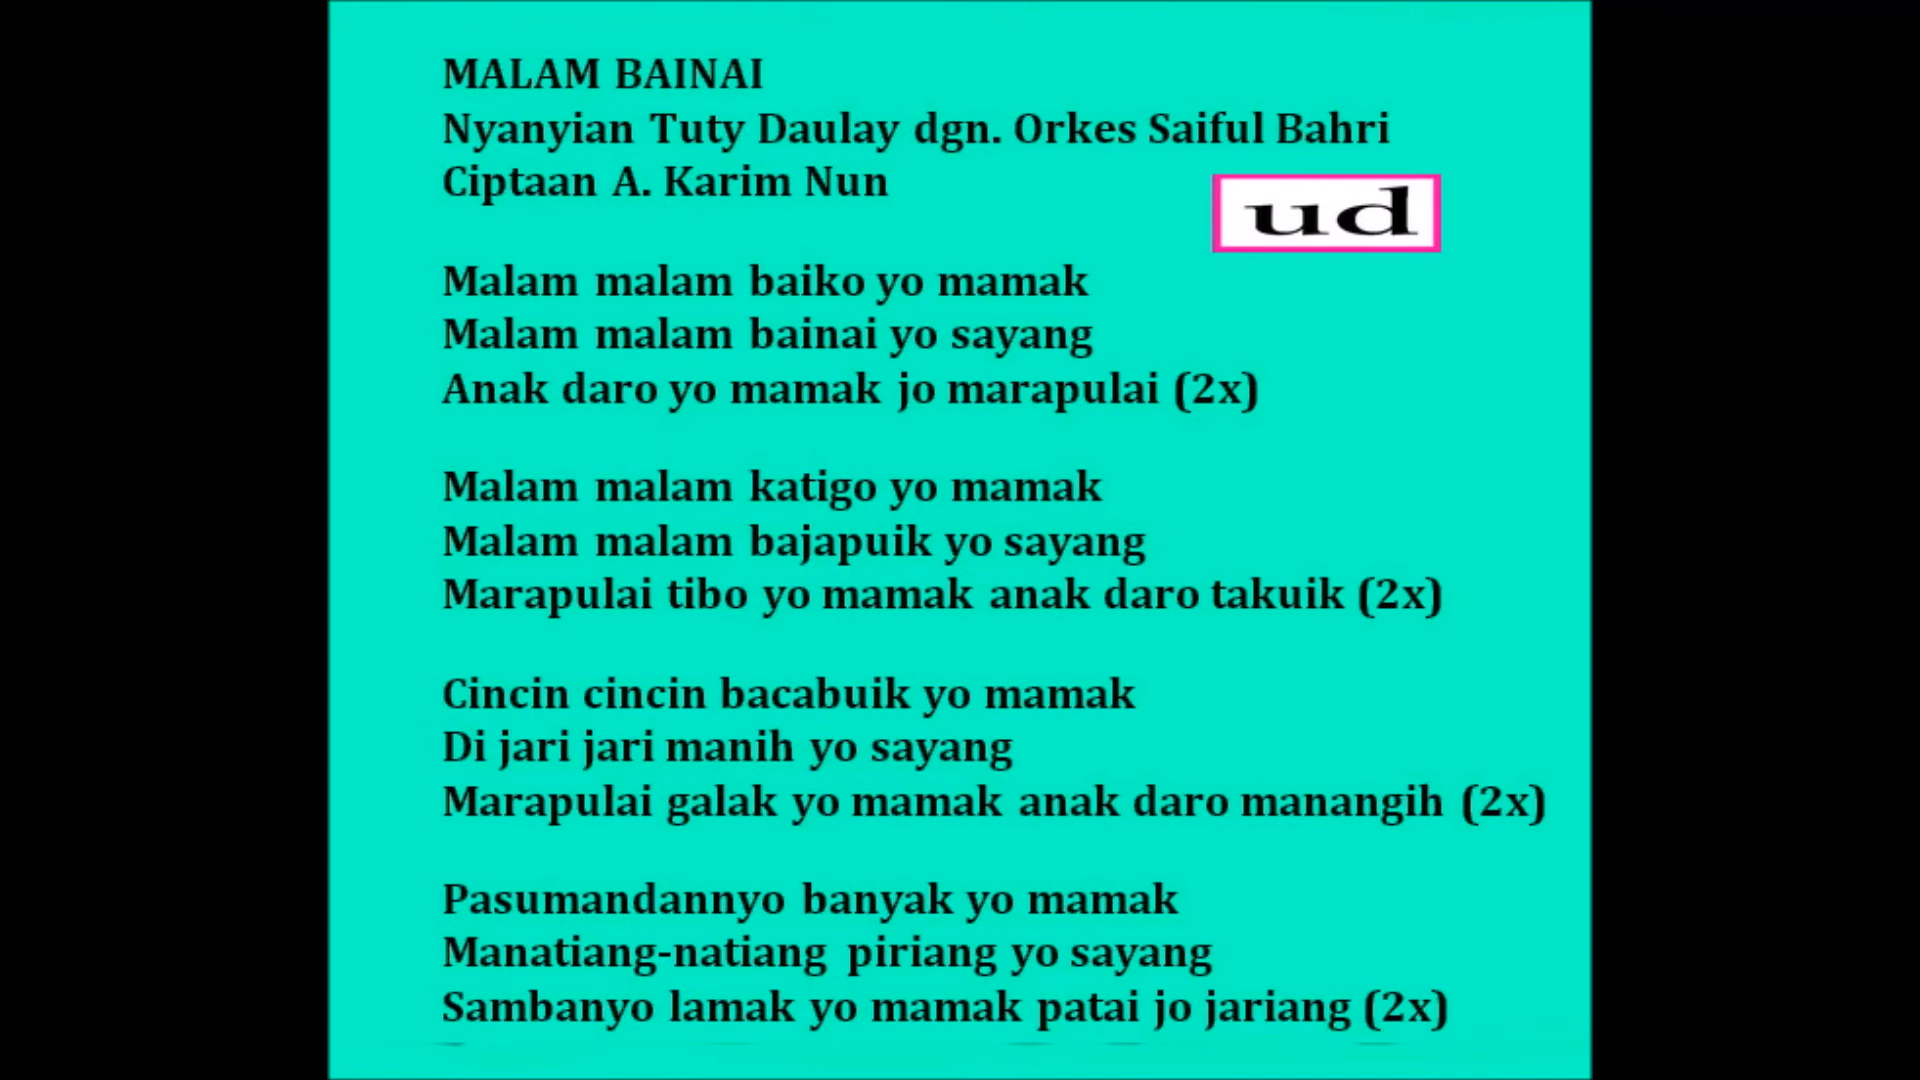 MALAM BAINAI
Nyanyian Tuty Daulay dgn. Orkes Saiful Bahri
Ciptaan A. Karim Nun
ud
Malam malam baiko yo mamak
Malam malam bainai yo sayang
Anak daro yo mamak jo marapulai (2x)
Malam malam katigo yo mamak
Malam malam bajapuik yo sayang
Marapulai tibo yo mamak anak daro takuik (2x)
Cincin cincin bacabuik yo mamak
Di jari jari manih yo sayang
Marapulai galak yo mamak anak daro manangih (2x)
Pasumandannyo banyak yo mamak
Manatiang-natiang piriang yo sayang
Sambanyo lamak yo mamak patai jo jariang (2x)